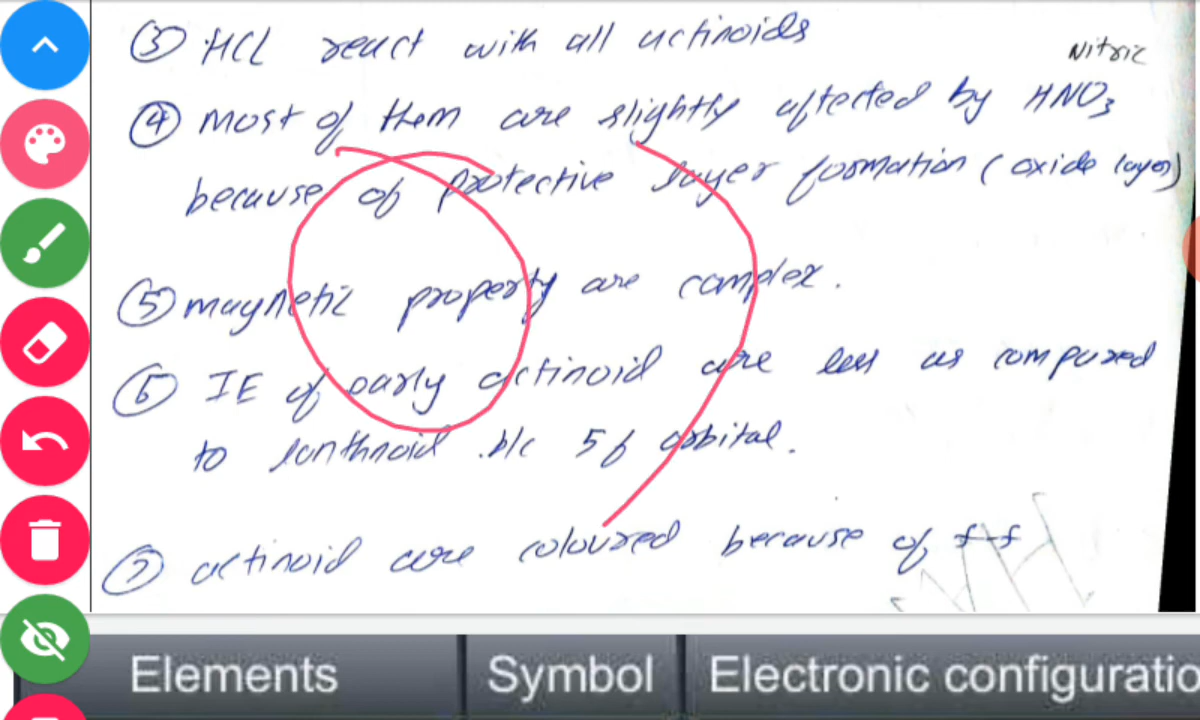 ③ HCL react with all actinoids
Nitric
④ most of them are slightly affected by HNO3
because of protective layer formation (oxide layer)
⑤ magnetic property are complex.
⑥ IE of early actinoid are less as compared
to lanthnoid .b/c 5f orbital.
⑦ actinoid are coloured because of f-f
Elements Symbol Electronic configuratio